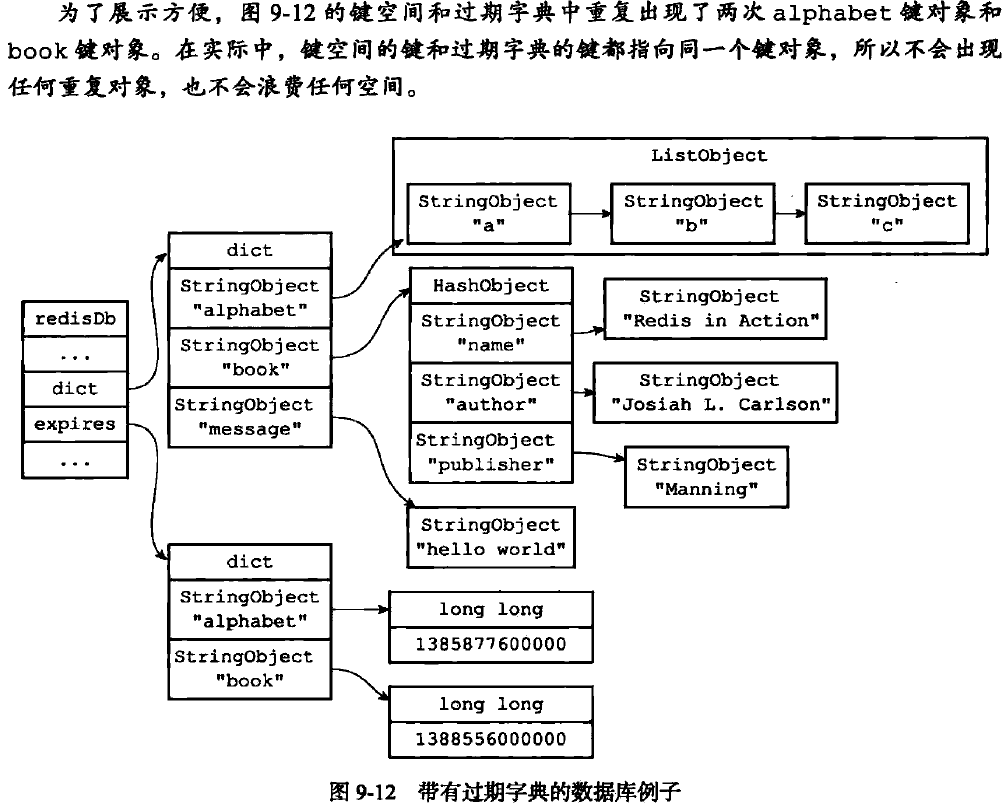 为了展示方便，图 9-12 的键空间和过期字典中重复出现了两次 alphabet 键对象和
book 键对象。在实际中，键空间的键和过期字典的键都指向同一个键对象，所以不会出现
任何重复对象，也不会浪费任何空间。
ListObject
StringObject
"a"
StringObject
"b"
StringObject
"c"
redisDb
...
dict
expires
...
dict
StringObject
"alphabet"
StringObject
"book"
StringObject
"message"
HashObject
StringObject
"name"
StringObject
"author"
StringObject
"publisher"
StringObject
"Redis in Action"
StringObject
"Josiah L. Carlson"
StringObject
"Manning"
StringObject
"hello world"
dict
StringObject
"alphabet"
StringObject
"book"
long long
1385877600000
long long
1388556000000
图 9-12 带有过期字典的数据库例子